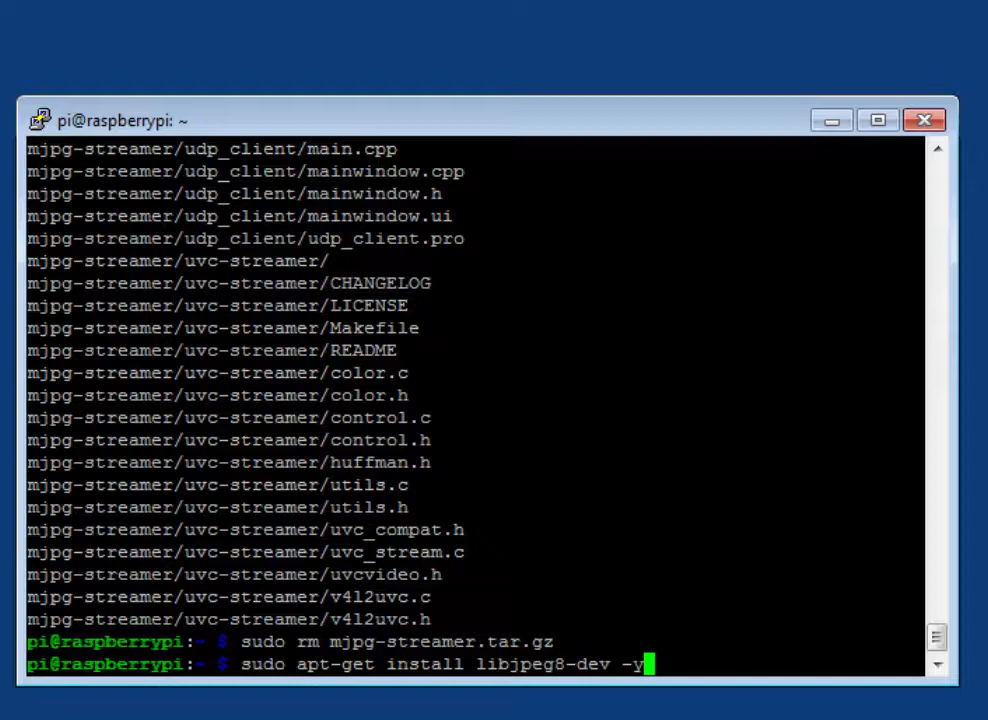 pi@raspberrypi: ~
mjpg-streamer/udp_client/main.cpp
mjpg-streamer/udp_client/mainwindow.cpp
mjpg-streamer/udp_client/mainwindow.h
mjpg-streamer/udp_client/mainwindow.ui
mjpg-streamer/udp_client/udp_client.pro
mjpg-streamer/uvc-streamer/
mjpg-streamer/uvc-streamer/CHANGELOG
mjpg-streamer/uvc-streamer/LICENSE
mjpg-streamer/uvc-streamer/Makefile
mjpg-streamer/uvc-streamer/README
mjpg-streamer/uvc-streamer/color.c
mjpg-streamer/uvc-streamer/color.h
mjpg-streamer/uvc-streamer/control.c
mjpg-streamer/uvc-streamer/control.h
mjpg-streamer/uvc-streamer/huffman.h
mjpg-streamer/uvc-streamer/utils.c
mjpg-streamer/uvc-streamer/utils.h
mjpg-streamer/uvc-streamer/uvc_compat.h
mjpg-streamer/uvc-streamer/uvc_stream.c
mjpg-streamer/uvc-streamer/uvcvideo.h
mjpg-streamer/uvc-streamer/v4l2uvc.c
mjpg-streamer/uvc-streamer/v4l2uvc.h
pi@raspberrypi:~ $ sudo rm mjpg-streamer.tar.gz
pi@raspberrypi:~ $ sudo apt-get install libjpeg8-dev -y